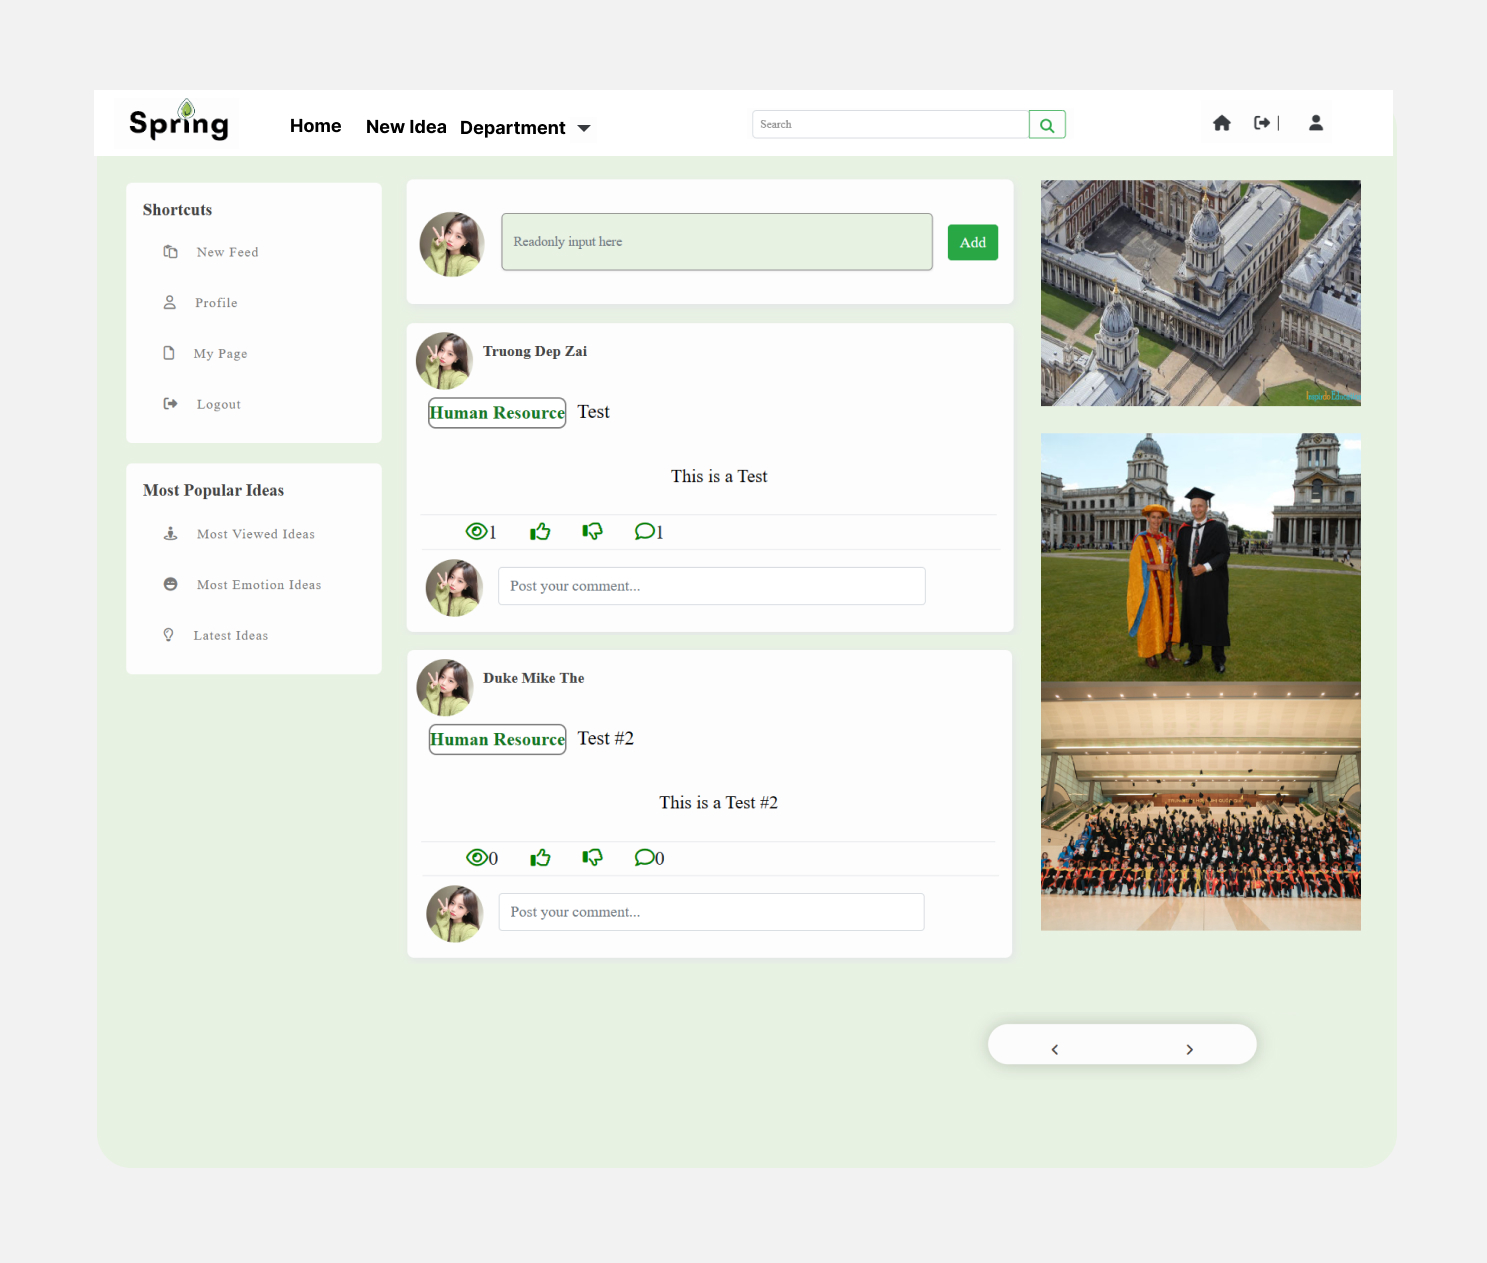 Spring
Home New Idea Department
Search
Shortcuts
New Feed
Profile
My Page
Logout
Most Popular Ideas
Most Viewed Ideas
Most Emotion Ideas
Latest Ideas
Readonly input here
Add
Truong Dep Zai
Human Resource Test
This is a Test
1 1
Post your comment...
Duke Mike The
Human Resource Test #2
This is a Test #2
0 0
Post your comment...